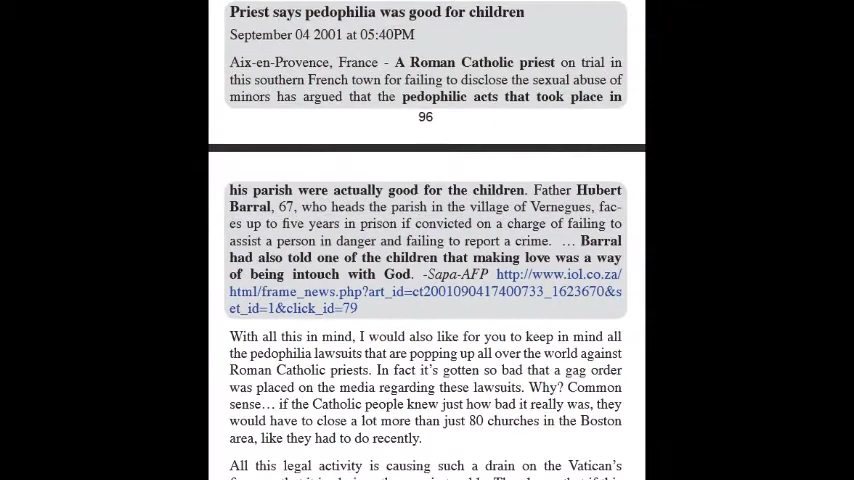 Priest says pedophilia was good for children
September 04 2001 at 05:40PM
Aix-en-Provence, France - A Roman Catholic priest on trial in
this southern French town for failing to disclose the sexual abuse of
minors has argued that the pedophilic acts that took place in
96
his parish were actually good for the children. Father Hubert
Barral, 67, who heads the parish in the village of Vernegues, fac-
es up to five years in prison if convicted on a charge of failing to
assist a person in danger and failing to report a crime. … Barral
had also told one of the children that making love was a way
of being intouch with God. -Sapa-AFP http://www.iol.co.za/
html/frame_news.php?art_id=ct2001090417400733_1623670&s
et_id=1&click_id=79
With all this in mind, I would also like for you to keep in mind all
the pedophilia lawsuits that are popping up all over the world against
Roman Catholic priests. In fact it's gotten so bad that a gag order
was placed on the media regarding these lawsuits. Why? Common
sense… if the Catholic people knew just how bad it really was, they
would have to close a lot more than just 80 churches in the Boston
area, like they had to do recently.
All this legal activity is causing such a drain on the Vatican's